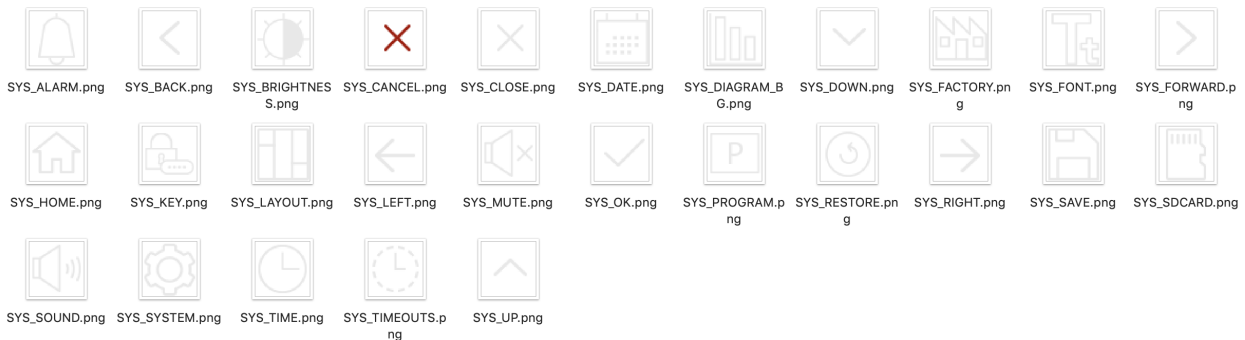 SYS_ALARM.png SYS_BACK.png SYS_BRIGHTNES SYS_CANCEL.png SYS_CLOSE.png SYS_DATE.png SYS_DIAGRAM_B SYS_DOWN.png SYS_FACTORY.pn SYS_FONT.png SYS_FORWARD.p
S.png G.png g ng
P
SYS_HOME.png SYS_KEY.png SYS_LAYOUT.png SYS_LEFT.png SYS_MUTE.png SYS_OK.png SYS_PROGRAM.p SYS_RESTORE.pn SYS_RIGHT.png SYS_SAVE.png SYS_SDCARD.png
ng g
SYS_SOUND.png SYS_SYSTEM.png SYS_TIME.png SYS_TIMEOUTS.p SYS_UP.png
ng